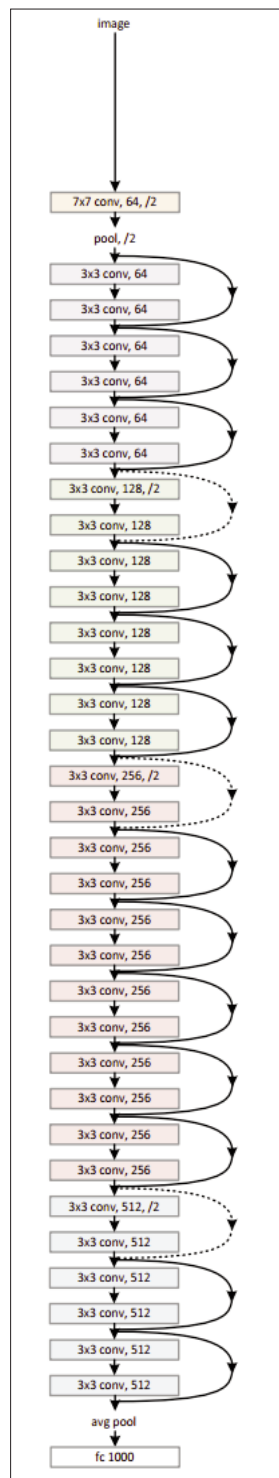 image
7x7 conv, 64, /2
pool, /2
3x3 conv, 64
3x3 conv, 64
3x3 conv, 64
3x3 conv, 64
3x3 conv, 64
3x3 conv, 64
3x3 conv, 128, /2
3x3 conv, 128
3x3 conv, 128
3x3 conv, 128
3x3 conv, 128
3x3 conv, 128
3x3 conv, 128
3x3 conv, 128
3x3 conv, 256, /2
3x3 conv, 256
3x3 conv, 256
3x3 conv, 256
3x3 conv, 256
3x3 conv, 256
3x3 conv, 256
3x3 conv, 256
3x3 conv, 256
3x3 conv, 256
3x3 conv, 256
3x3 conv, 256
3x3 conv, 512, /2
3x3 conv, 512
3x3 conv, 512
3x3 conv, 512
3x3 conv, 512
3x3 conv, 512
avg pool
fc 1000